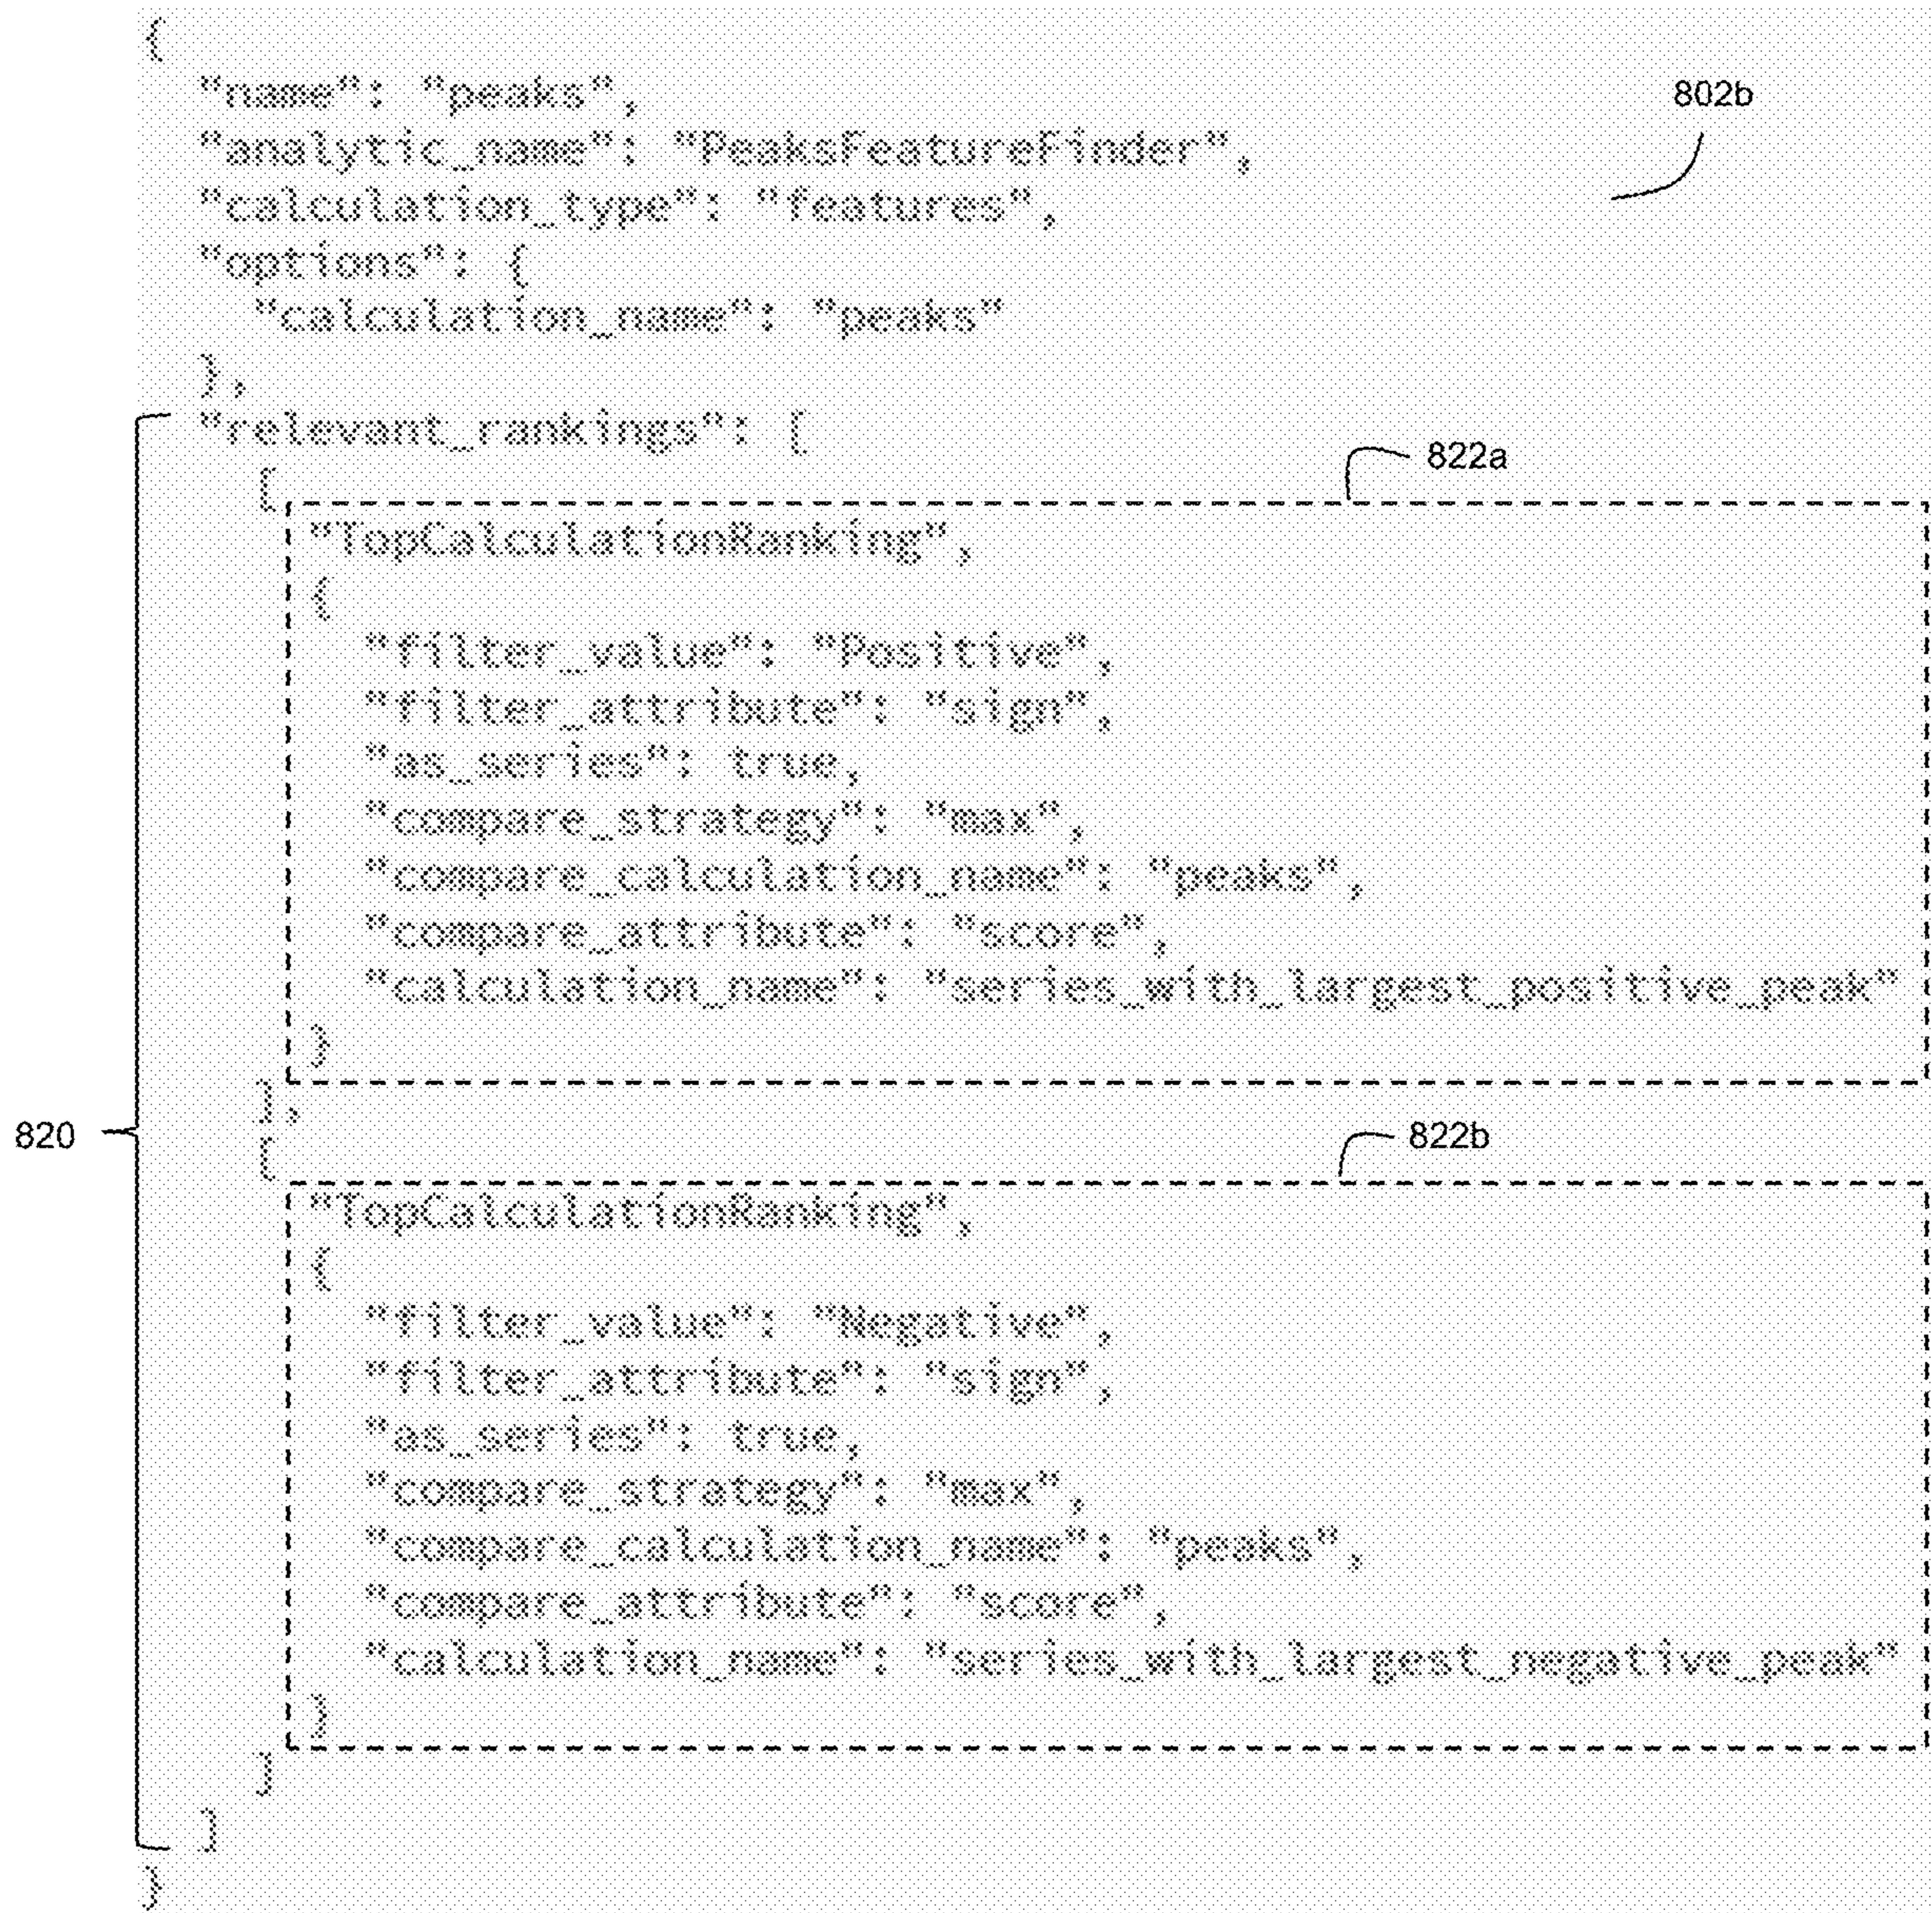 {
"name": "peaks",
802b
"analytic_name": "PeaksFeatureFinder",
"calculation_type": "features",
"options": {
"calculation_name": "peaks"
},
"relevant_rankings": [
822a
[
"TopCalculationRanking",
{
"filter_value": "Positive",
"filter_attribute": "sign",
"as_series": true,
"compare_strategy": "max",
"compare_calculation_name": "peaks",
"compare_attribute": "score",
"calculation_name": "series_with_largest_positive_peak"
}
],
820
822b
[
"TopCalculationRanking",
{
"filter_value": "Negative",
"filter_attribute": "sign",
"as_series": true,
"compare_strategy": "max",
"compare_calculation_name": "peaks",
"compare_attribute": "score",
"calculation_name": "series_with_largest_negative_peak"
}
]
]
}